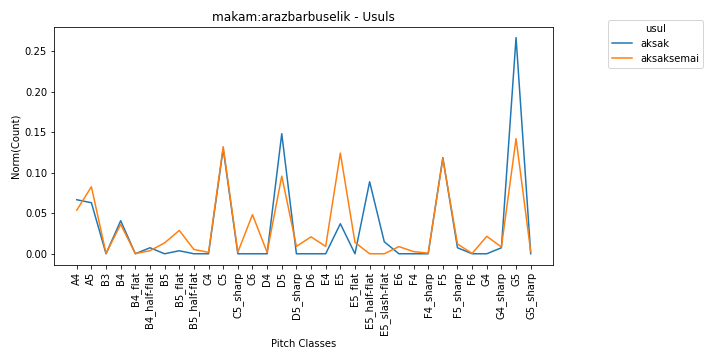 makam:arazbarbuselik - Usuls
usul
aksak
aksaksemai
Norm(Count)
0.25
0.20
0.15
0.10
0.05
0.00
A4
A5
B3
B4
B4_flat
B4_half-flat
B5
B5_flat
B5_half-flat
C4
C5
C5_sharp
C6
D4
D5
D5_sharp
D6
E4
E5
E5_flat
E5_half-flat
E5_slash-flat
E6
F4
F4_sharp
F5
F5_sharp
F6
G4
G4_sharp
G5
G5_sharp
Pitch Classes